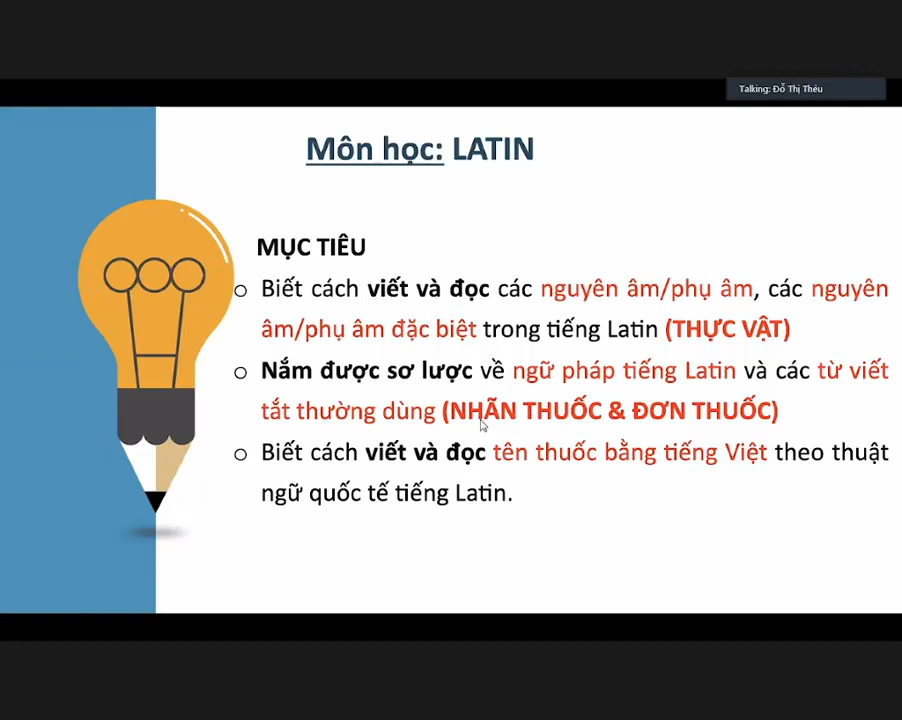 Talking: Đỗ Thị Thêu
Môn học: LATIN
MỤC TIÊU
o Biết cách viết và đọc các nguyên âm/phụ âm, các nguyên
âm/phụ âm đặc biệt trong tiếng Latin (THỰC VẬT)
o Nắm được sơ lược về ngữ pháp tiếng Latin và các từ viết
tắt thường dùng (NHÃN THUỐC & ĐƠN THUỐC)
o Biết cách viết và đọc tên thuốc bằng tiếng Việt theo thuật
ngữ quốc tế tiếng Latin.